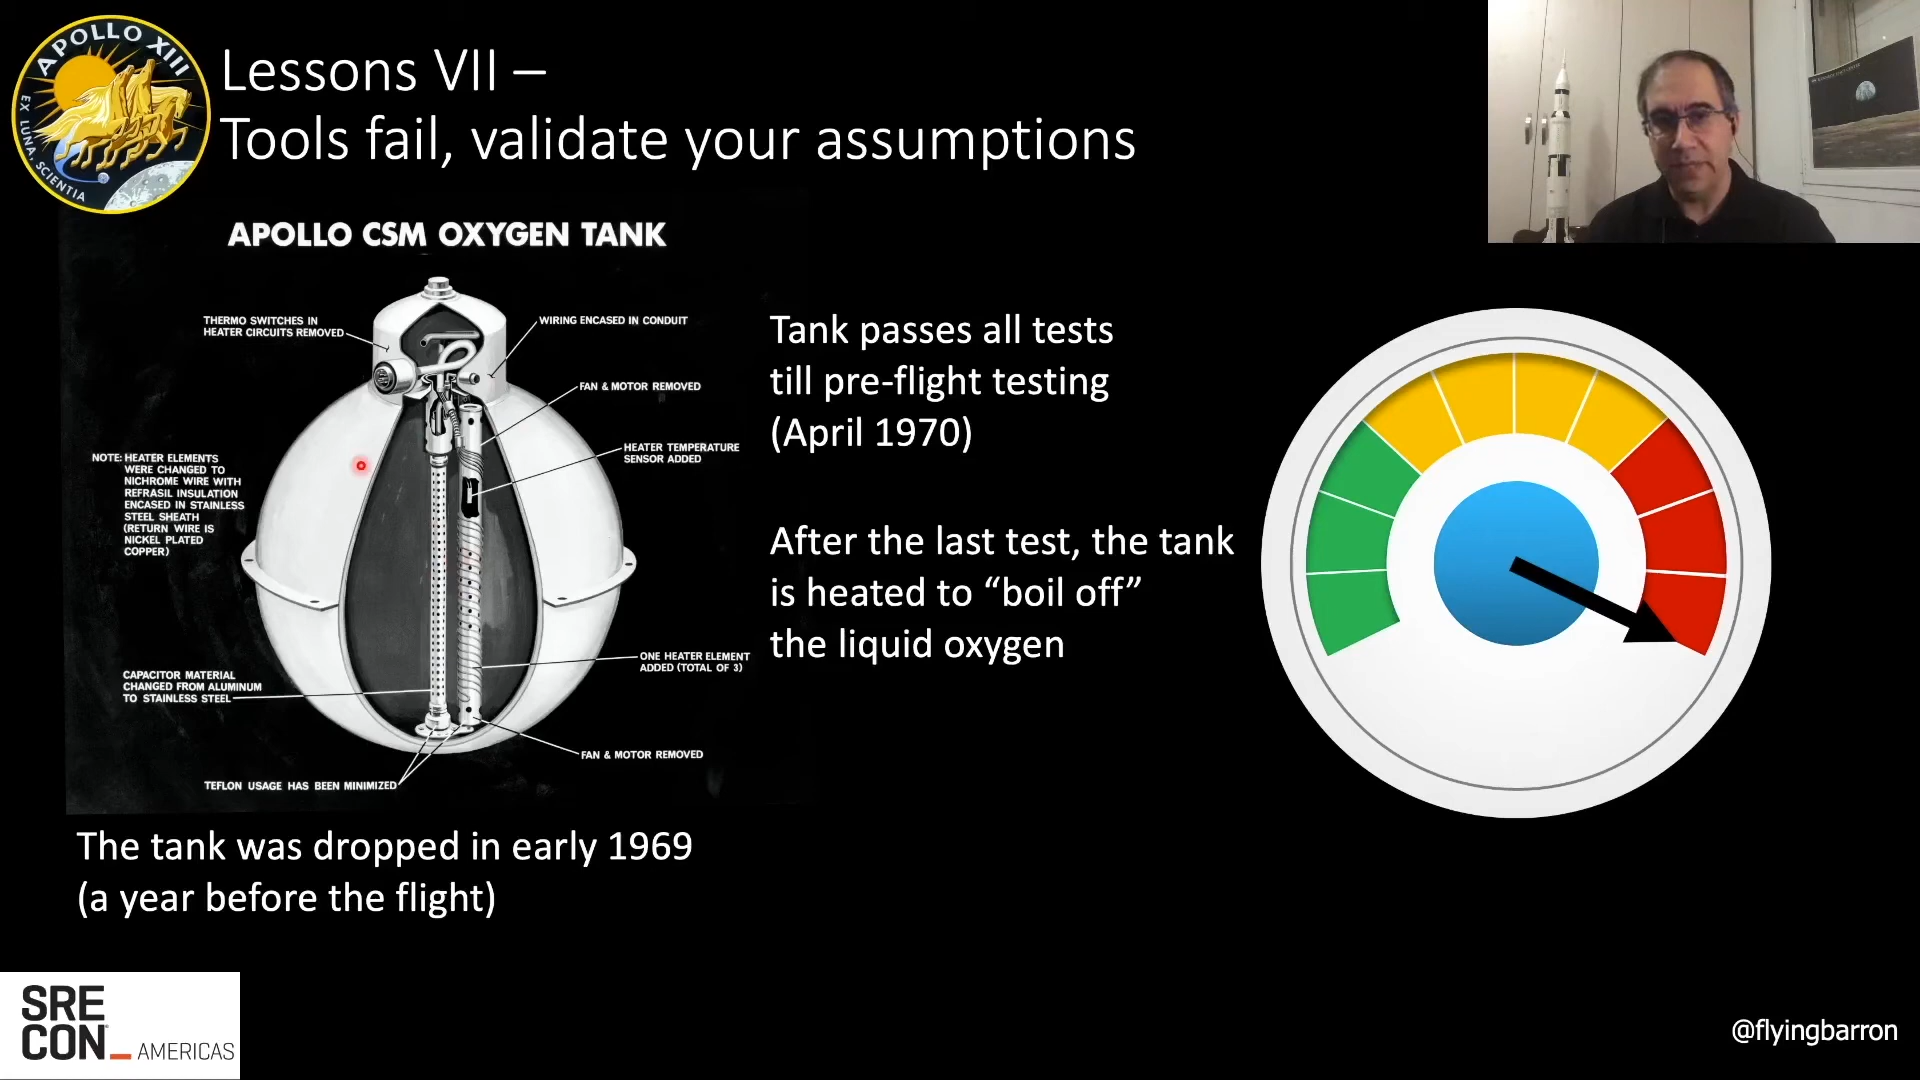 APOLLO XIII
EX LUNA, SCIENTIA
Lessons VII –
Tools fail, validate your assumptions
APOLLO CSM OXYGEN TANK
THERMO SWITCHES IN
HEATER CIRCUITS REMOVED
WIRING ENCASED IN CONDUIT
FAN & MOTOR REMOVED
HEATER TEMPERATURE
SENSOR ADDED
NOTE: HEATER ELEMENTS
WERE CHANGED TO
NICHROME WIRE WITH
REFRASIL INSULATION
ENCASED IN STAINLESS
STEEL SHEATH
(RETURN WIRE IS
NICKEL PLATED
COPPER)
ONE HEATER ELEMENT
ADDED (TOTAL OF 3)
CAPACITOR MATERIAL
CHANGED FROM ALUMINUM
TO STAINLESS STEEL
FAN & MOTOR REMOVED
TEFLON USAGE HAS BEEN MINIMIZED
Tank passes all tests
till pre-flight testing
(April 1970)
After the last test, the tank
is heated to “boil off”
the liquid oxygen
The tank was dropped in early 1969
(a year before the flight)
SRE
CON
AMERICAS
@flyingbarron